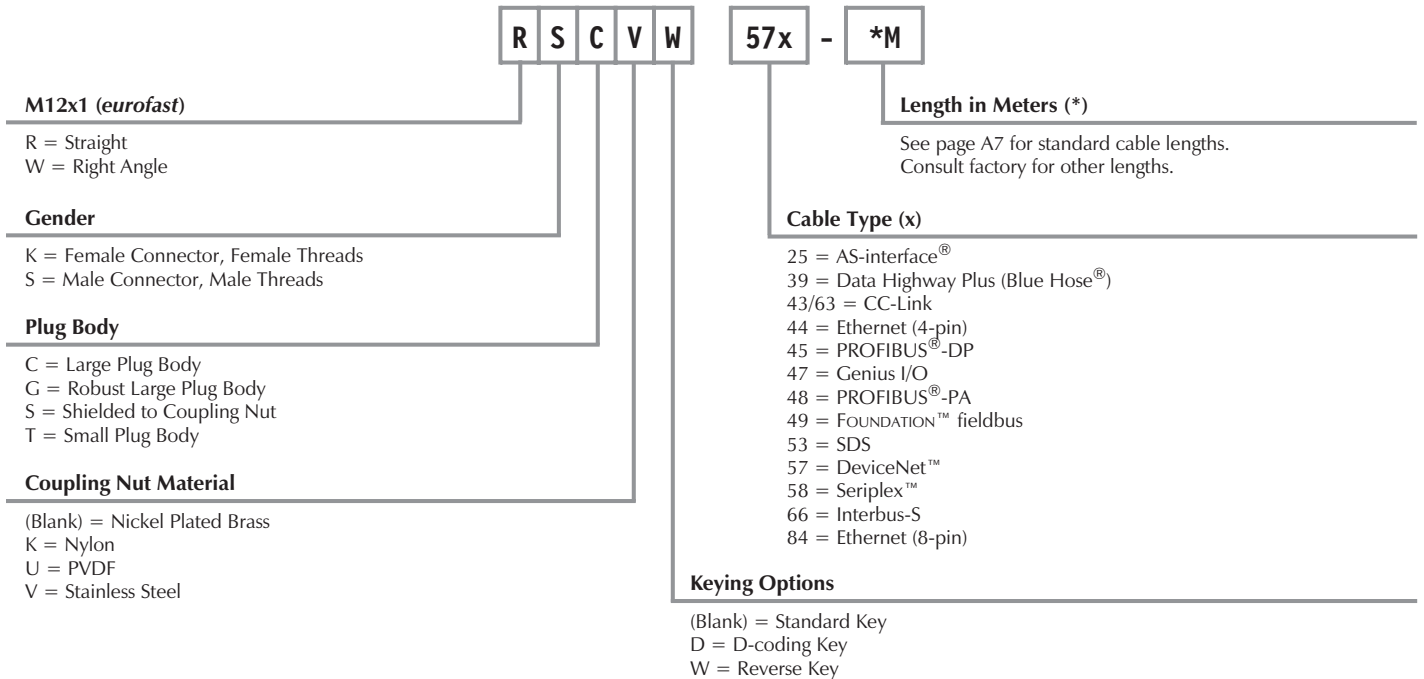 R S C V W 57x - *M
M12x1 (eurofast)
R = Straight
W = Right Angle
Gender
K = Female Connector, Female Threads
S = Male Connector, Male Threads
Plug Body
C = Large Plug Body
G = Robust Large Plug Body
S = Shielded to Coupling Nut
T = Small Plug Body
Coupling Nut Material
(Blank) = Nickel Plated Brass
K = Nylon
U = PVDF
V = Stainless Steel
Length in Meters (*)
See page A7 for standard cable lengths.
Consult factory for other lengths.
Cable Type (x)
25 = AS-interface®
39 = Data Highway Plus (Blue Hose®)
43/63 = CC-Link
44 = Ethernet (4-pin)
45 = PROFIBUS®-DP
47 = Genius I/O
48 = PROFIBUS®-PA
49 = FOUNDATION™ fieldbus
53 = SDS
57 = DeviceNet™
58 = Seriplex™
66 = Interbus-S
84 = Ethernet (8-pin)
Keying Options
(Blank) = Standard Key
D = D-coding Key
W = Reverse Key